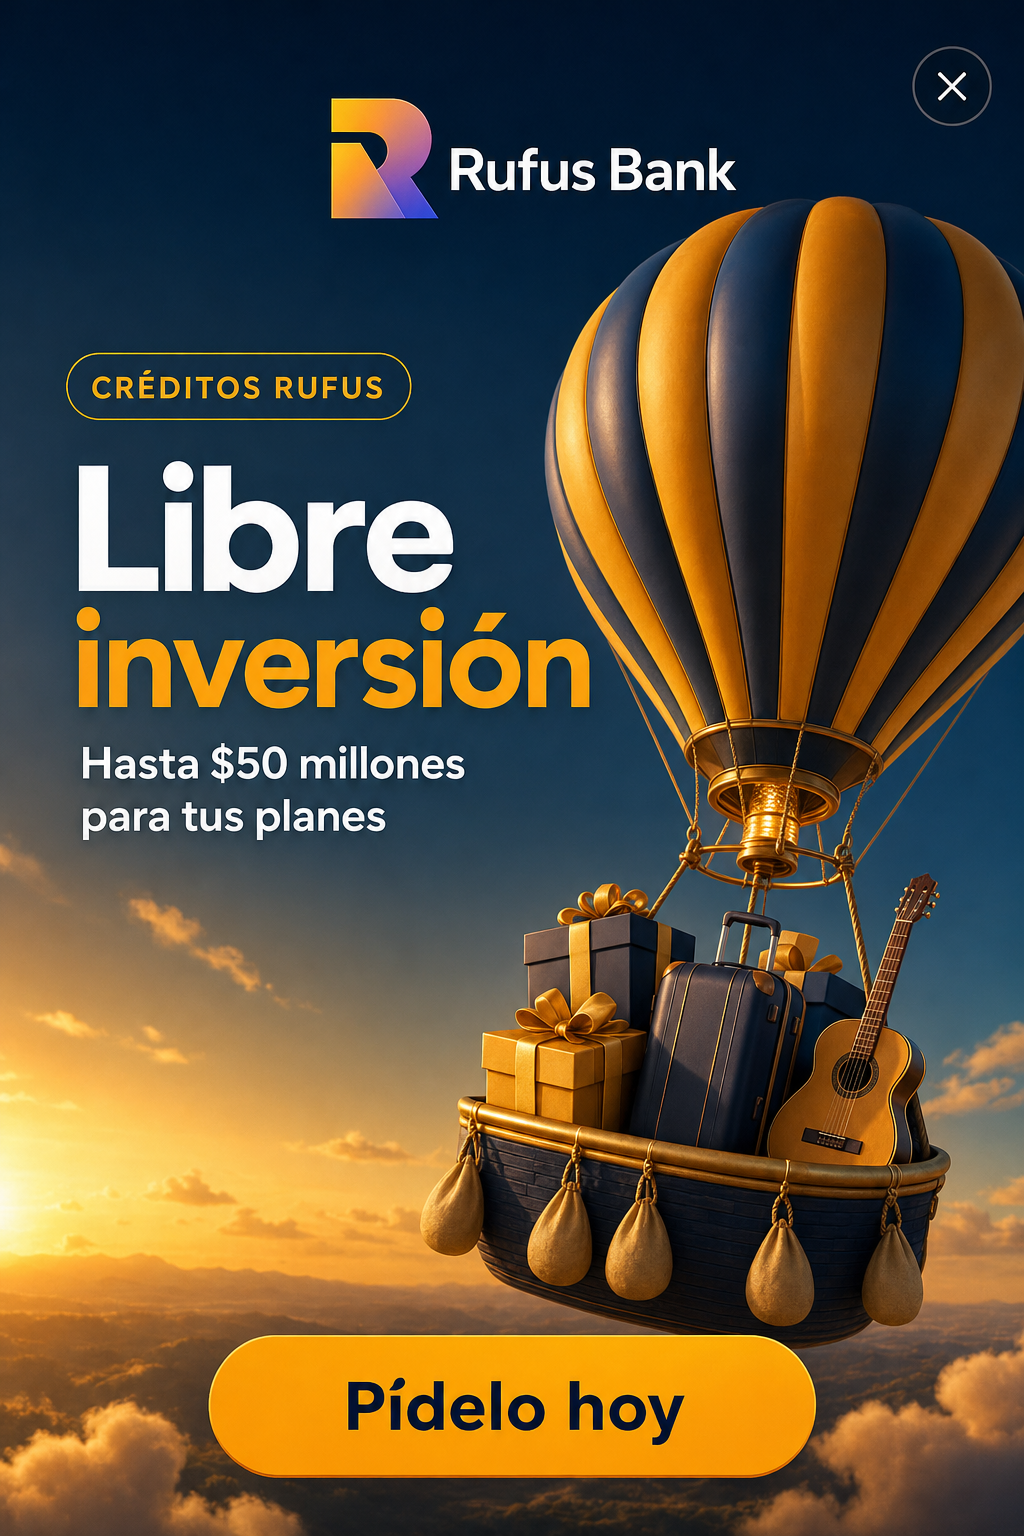 Rufus Bank
CRÉDITOS RUFUS
Libre
inversión
Hasta $50 millones
para tus planes
Pídelo hoy